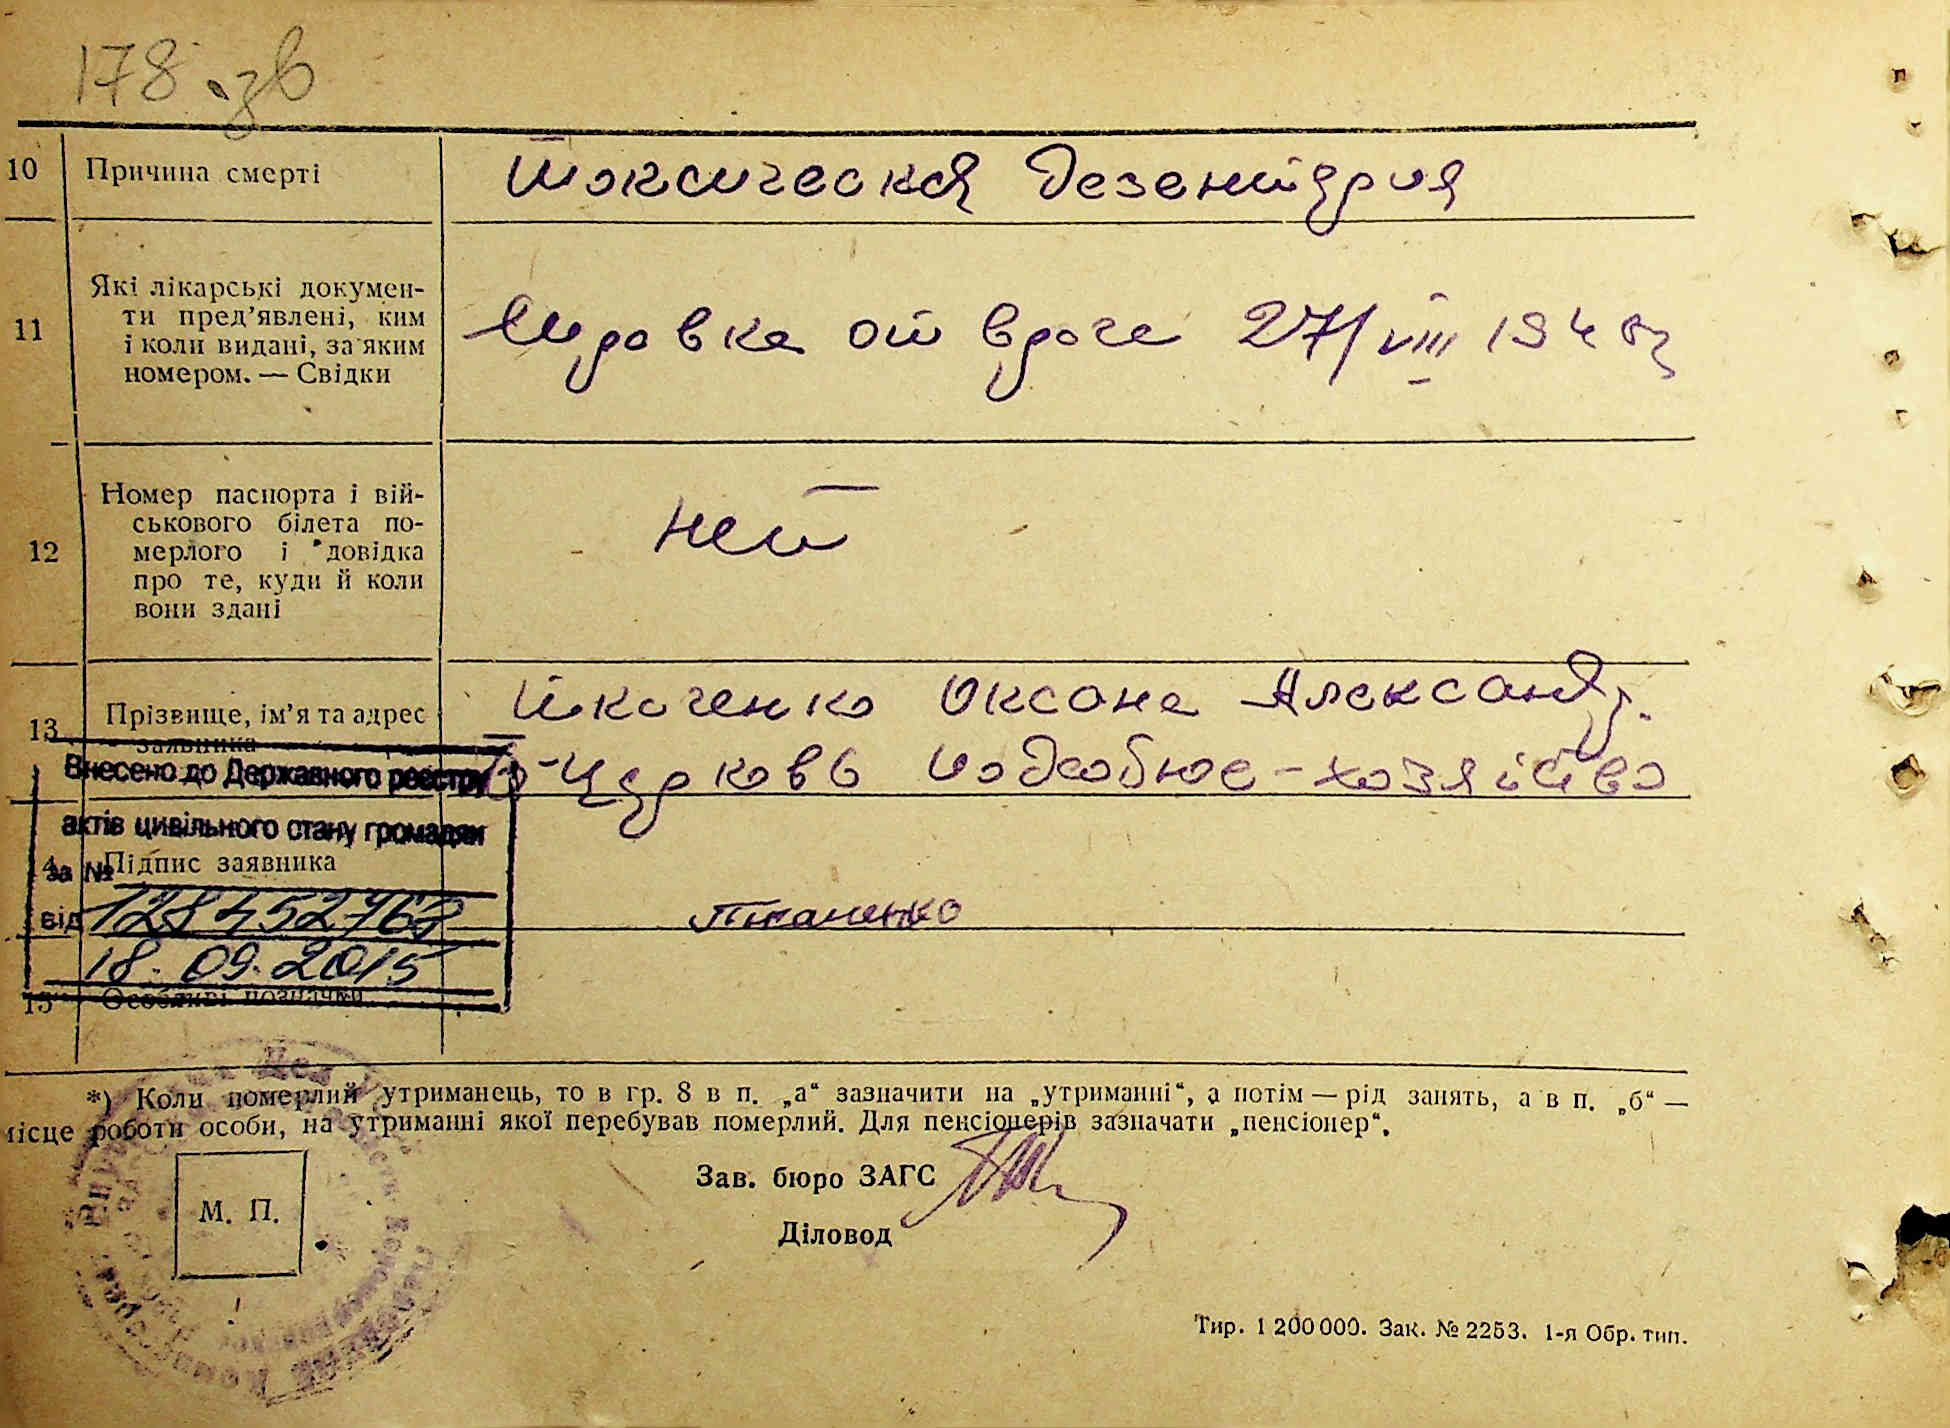 178 зв
10 Причина смерті Токсическая дезентерия
11 Які лікарські докумен-
ти пред’явлені, ким
і коли видані, за яким
номером. — Свідки
Справка от врача 27/VIII 194
12 Номер паспорта і вій-
ськового білета по-
мерлого і довідка
про те, куди й коли
вони здані
нет
13 Прізвище, ім’я та адрес
заявника
Ткаченко Оксана Александр.
Б-Церковь подсобное-хозяйство
Внесено до Державного реєстру
актів цивільного стану громадян
Підпис заявника
за №
від 128452767
18.09.2015
Ткаченко
15 Особливі позначки
*) Коли померлий утриманець, то в гр. 8 в п. „а“ зазначити на „утриманні“, а потім — рід занять, а в п. „б“ —
місце роботи особи, на утриманні якої перебував померлий. Для пенсіонерів зазначати „пенсіонер“.
Зав. бюро ЗАГС
М. П.
Діловод
Тир. 1 200 000. Зак. № 2253. 1-я Обр. тип.